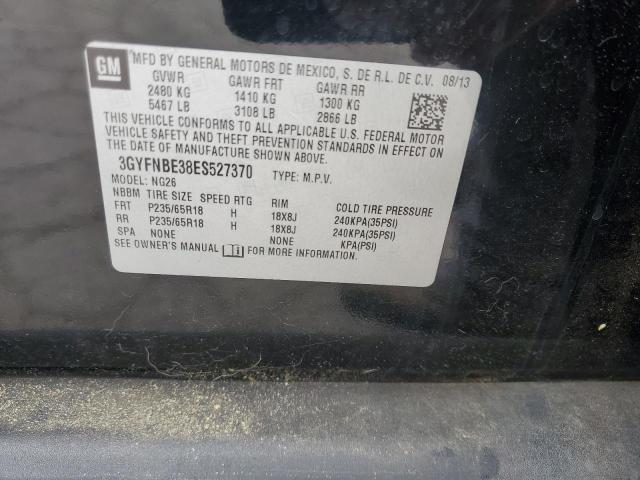 GM
MFD BY GENERAL MOTORS DE MEXICO, S. DE R.L. DE C.V. 08/13
GVWR GAWR FRT GAWR RR
2480 KG 1410 KG 1300 KG
5467 LB 3108 LB 2866 LB
THIS VEHICLE CONFORMS TO ALL APPLICABLE U.S. FEDERAL MOTOR
VEHICLE SAFETY AND THEFT PREVENTION STANDARDS IN EFFECT ON
THE DATE OF MANUFACTURE SHOWN ABOVE.
3GYFNBE38ES527370 TYPE: M.P.V.
MODEL: NG26
NBBM TIRE SIZE SPEED RTG RIM COLD TIRE PRESSURE
FRT P235/65R18 H 18X8J 240KPA(35PSI)
RR P235/65R18 H 18X8J 240KPA(35PSI)
SPA NONE NONE KPA(PSI)
SEE OWNER'S MANUAL FOR MORE INFORMATION.